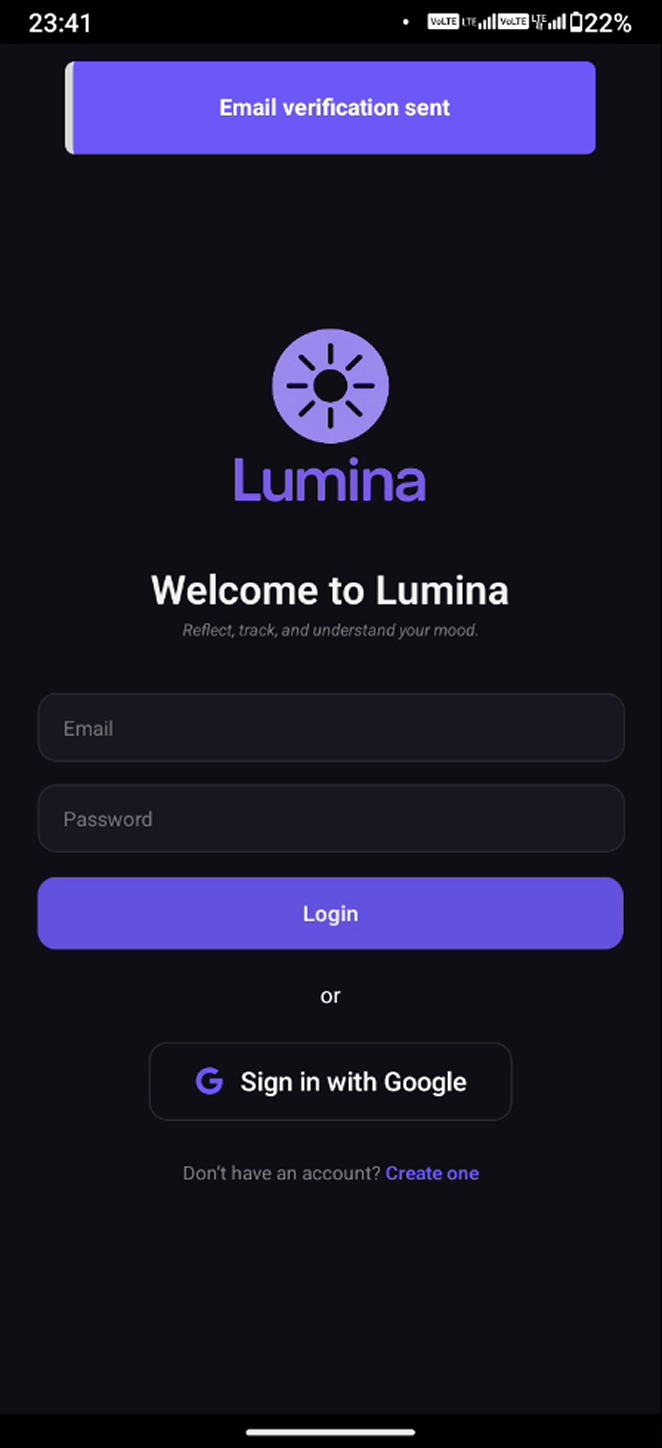 23:41
VoLTE LTE VoLTE LTE 22%
Email verification sent
Lumina
Welcome to Lumina
Reflect, track, and understand your mood.
Email
Password
Login
or
G Sign in with Google
Don't have an account? Create one